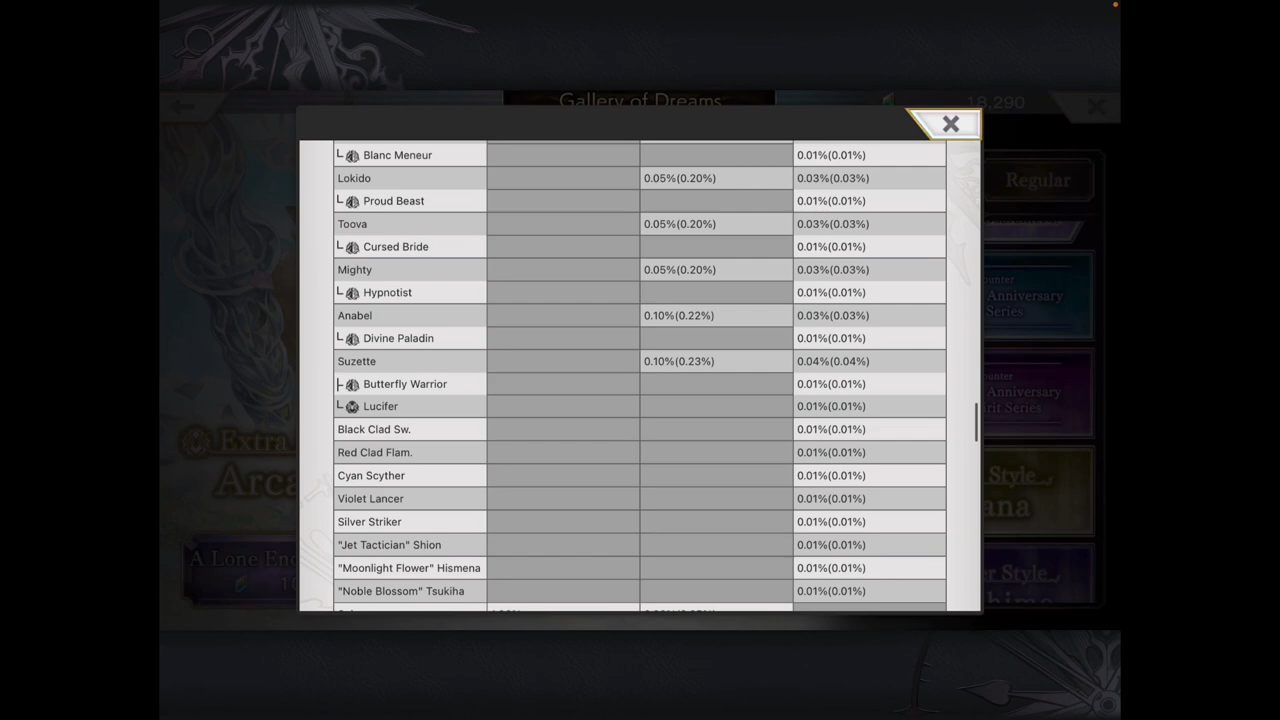 Gallery of Dreams
18,290
Regular
Blanc Meneur 0.01%(0.01%)
Lokido 0.05%(0.20%) 0.03%(0.03%)
Proud Beast 0.01%(0.01%)
Toova 0.05%(0.20%) 0.03%(0.03%)
Cursed Bride 0.01%(0.01%)
Mighty 0.05%(0.20%) 0.03%(0.03%)
Hypnotist 0.01%(0.01%)
Anabel 0.10%(0.22%) 0.03%(0.03%)
Divine Paladin 0.01%(0.01%)
Suzette 0.10%(0.23%) 0.04%(0.04%)
Butterfly Warrior 0.01%(0.01%)
Lucifer 0.01%(0.01%)
Black Clad Sw. 0.01%(0.01%)
Red Clad Flam. 0.01%(0.01%)
Cyan Scyther 0.01%(0.01%)
Violet Lancer 0.01%(0.01%)
Silver Striker 0.01%(0.01%)
"Jet Tactician" Shion 0.01%(0.01%)
"Moonlight Flower" Hismena 0.01%(0.01%)
"Noble Blossom" Tsukiha 0.01%(0.01%)
Anniversary
Series
Anniversary
Series
Style
Extra
A Lone
Style